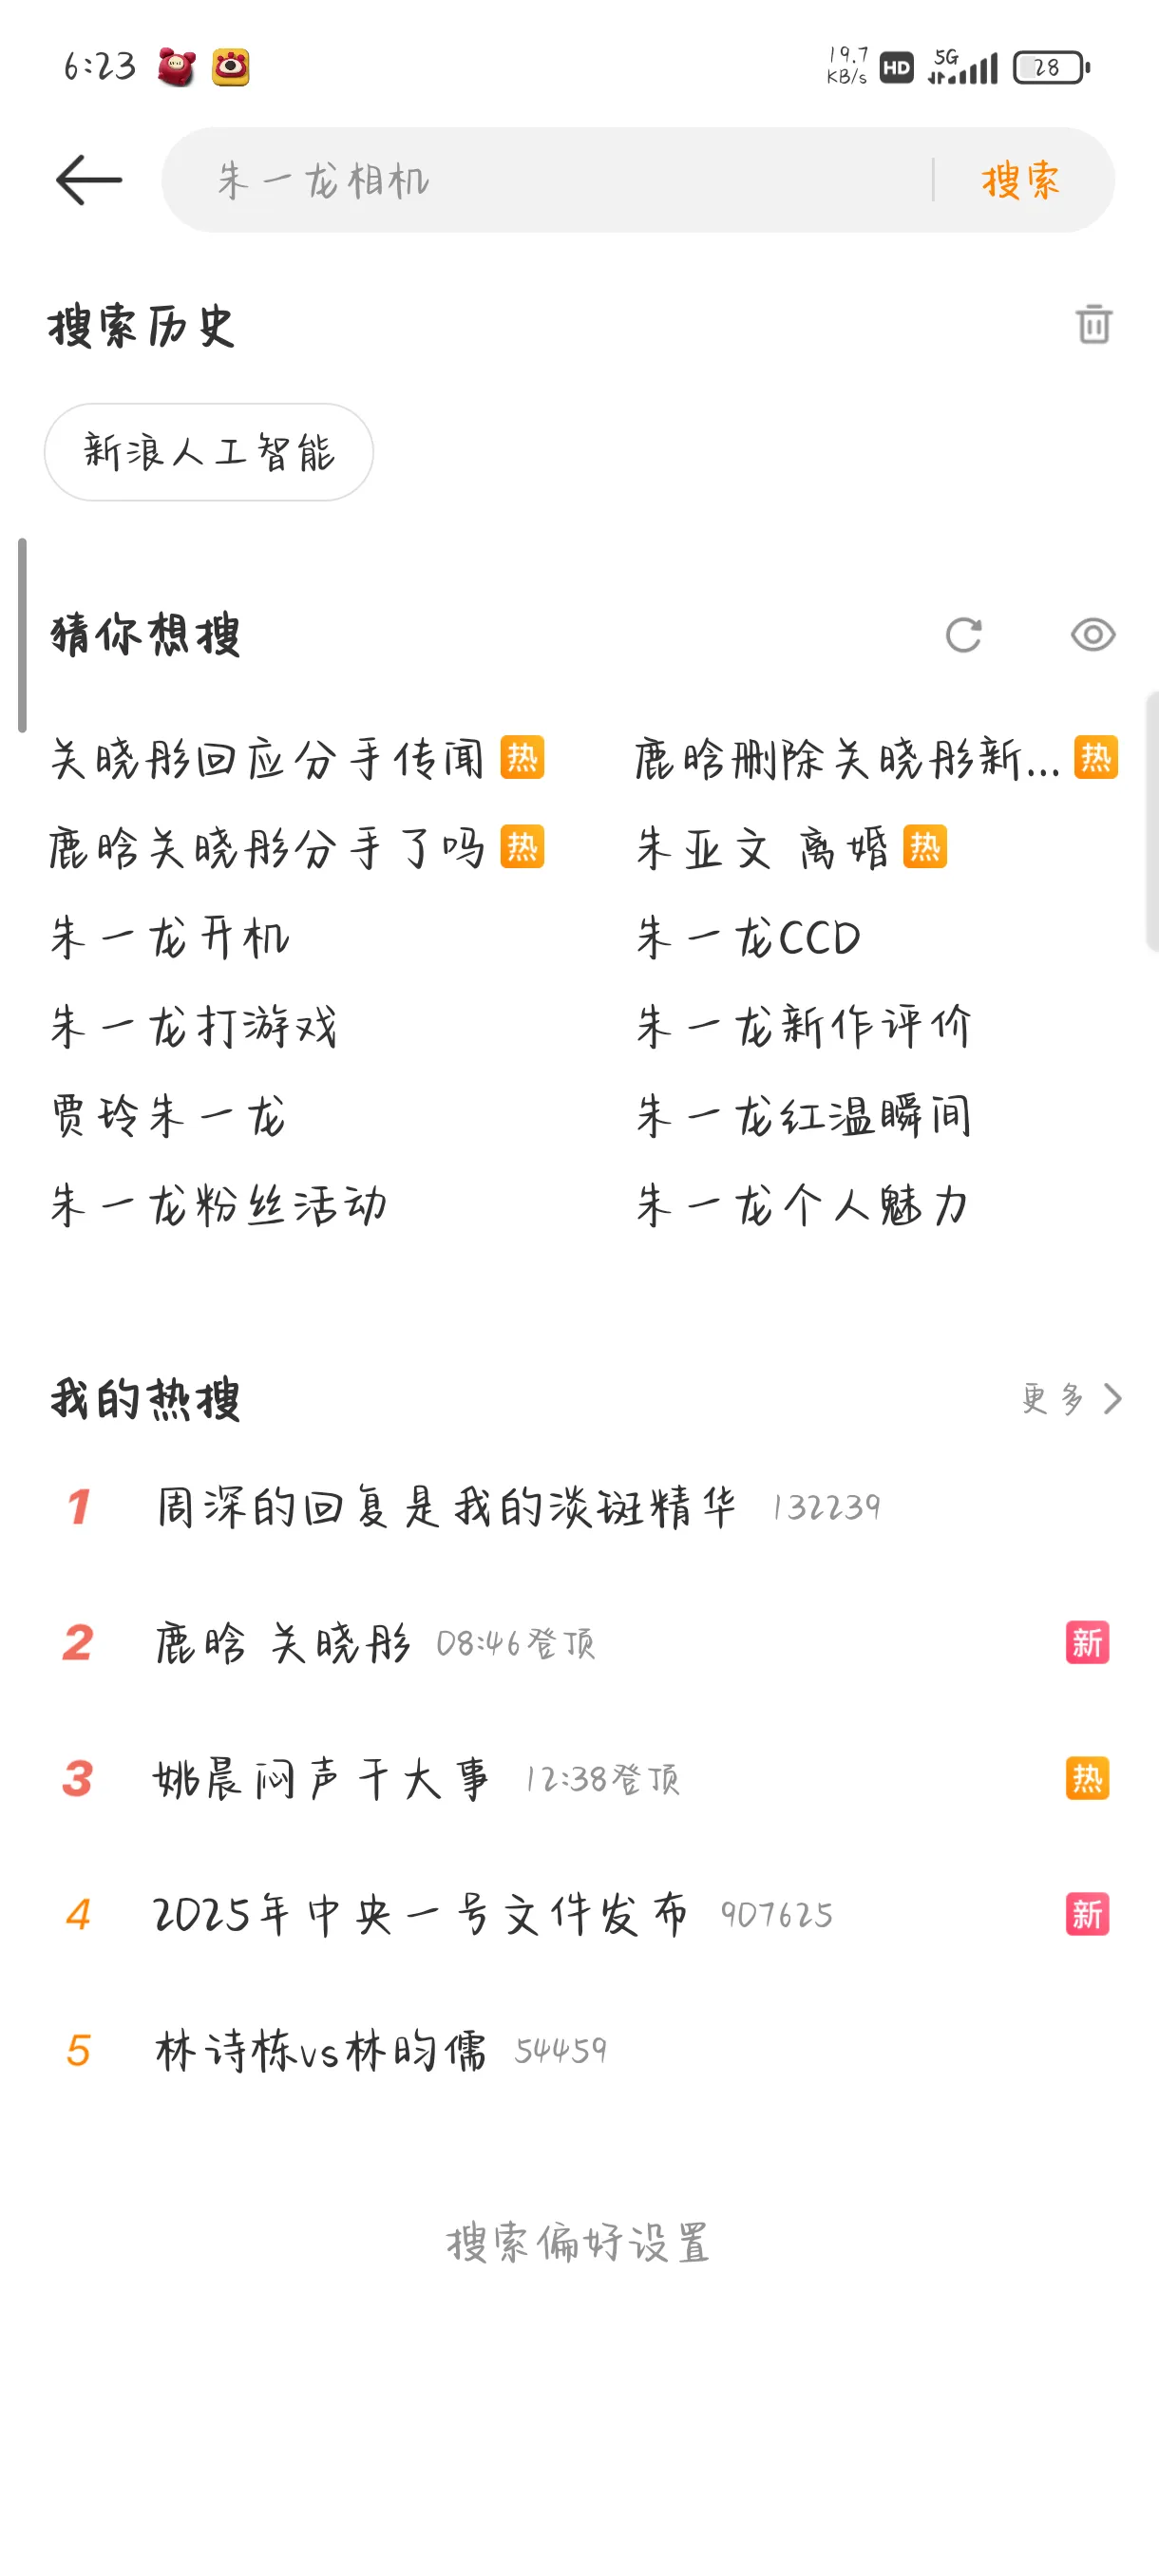 6:23
19.7 KB/s HD 5G 28
朱一龙相机 搜索
搜索历史
新浪人工智能
猜你想搜
关晓彤回应分手传闻 热 鹿晗删除关晓彤新... 热
鹿晗关晓彤分手了吗 热 朱亚文 离婚 热
朱一龙开机 朱一龙CCD
朱一龙打游戏 朱一龙新作评价
贾玲朱一龙 朱一龙红温瞬间
朱一龙粉丝活动 朱一龙个人魅力
我的热搜 更多
1 周深的回复是我的淡斑精华 132239
2 鹿晗 关晓彤 08:46登顶 新
3 姚晨闷声干大事 12:38登顶 热
4 2025年中央一号文件发布 907625 新
5 林诗栋vs林昀儒 54459
搜索偏好设置